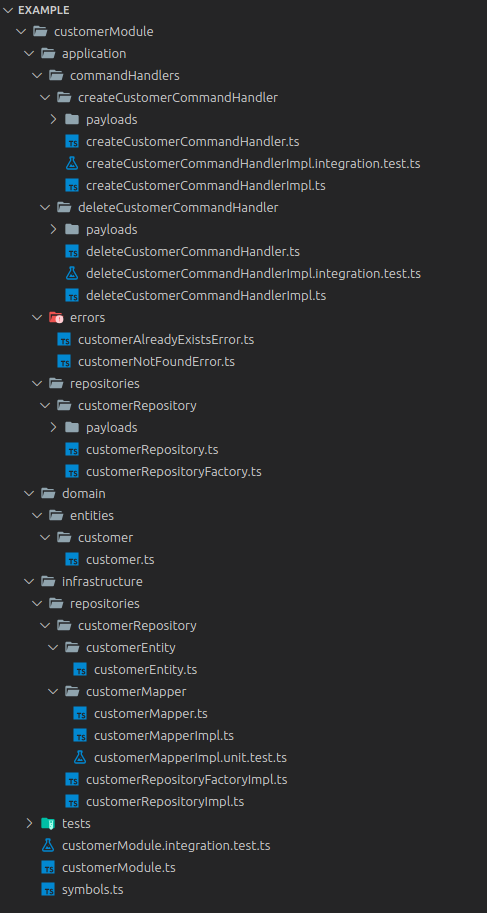 EXAMPLE
customerModule
application
commandHandlers
createCustomerCommandHandler
payloads
TS createCustomerCommandHandler.ts
createCustomerCommandHandlerImpl.integration.test.ts
TS createCustomerCommandHandlerImpl.ts
deleteCustomerCommandHandler
payloads
TS deleteCustomerCommandHandler.ts
deleteCustomerCommandHandlerImpl.integration.test.ts
TS deleteCustomerCommandHandlerImpl.ts
errors
TS customerAlreadyExistsError.ts
TS customerNotFoundError.ts
repositories
customerRepository
payloads
TS customerRepository.ts
TS customerRepositoryFactory.ts
domain
entities
customer
TS customer.ts
infrastructure
repositories
customerRepository
customerEntity
TS customerEntity.ts
customerMapper
TS customerMapper.ts
TS customerMapperImpl.ts
customerMapperImpl.unit.test.ts
TS customerRepositoryFactoryImpl.ts
TS customerRepositoryImpl.ts
tests
customerModule.integration.test.ts
TS customerModule.ts
TS symbols.ts